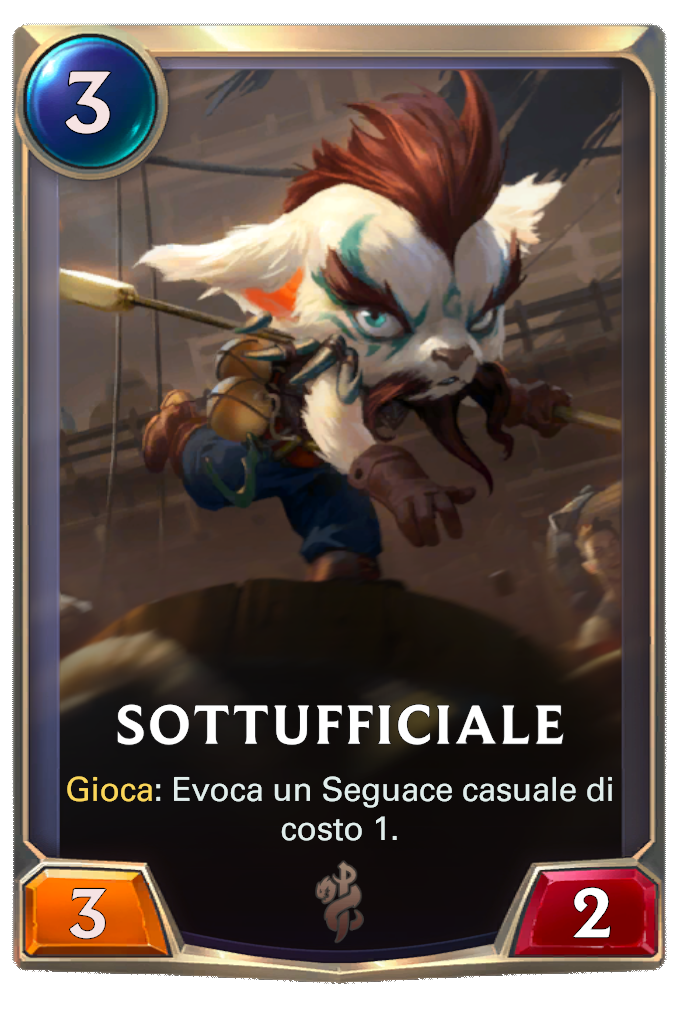 3
SOTTUFFICIALE
Gioca: Evoca un Seguace casuale di
costo 1.
3
2